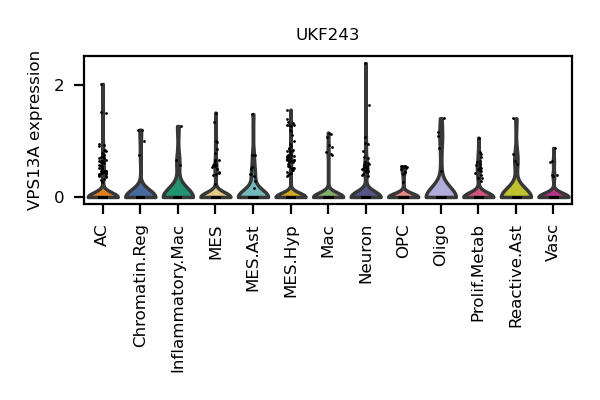 UKF243
VPS13A expression
2
0
AC
Chromatin.Reg
Inflammatory.Mac
MES
MES.Ast
MES.Hyp
Mac
Neuron
OPC
Oligo
Prolif.Metab
Reactive.Ast
Vasc